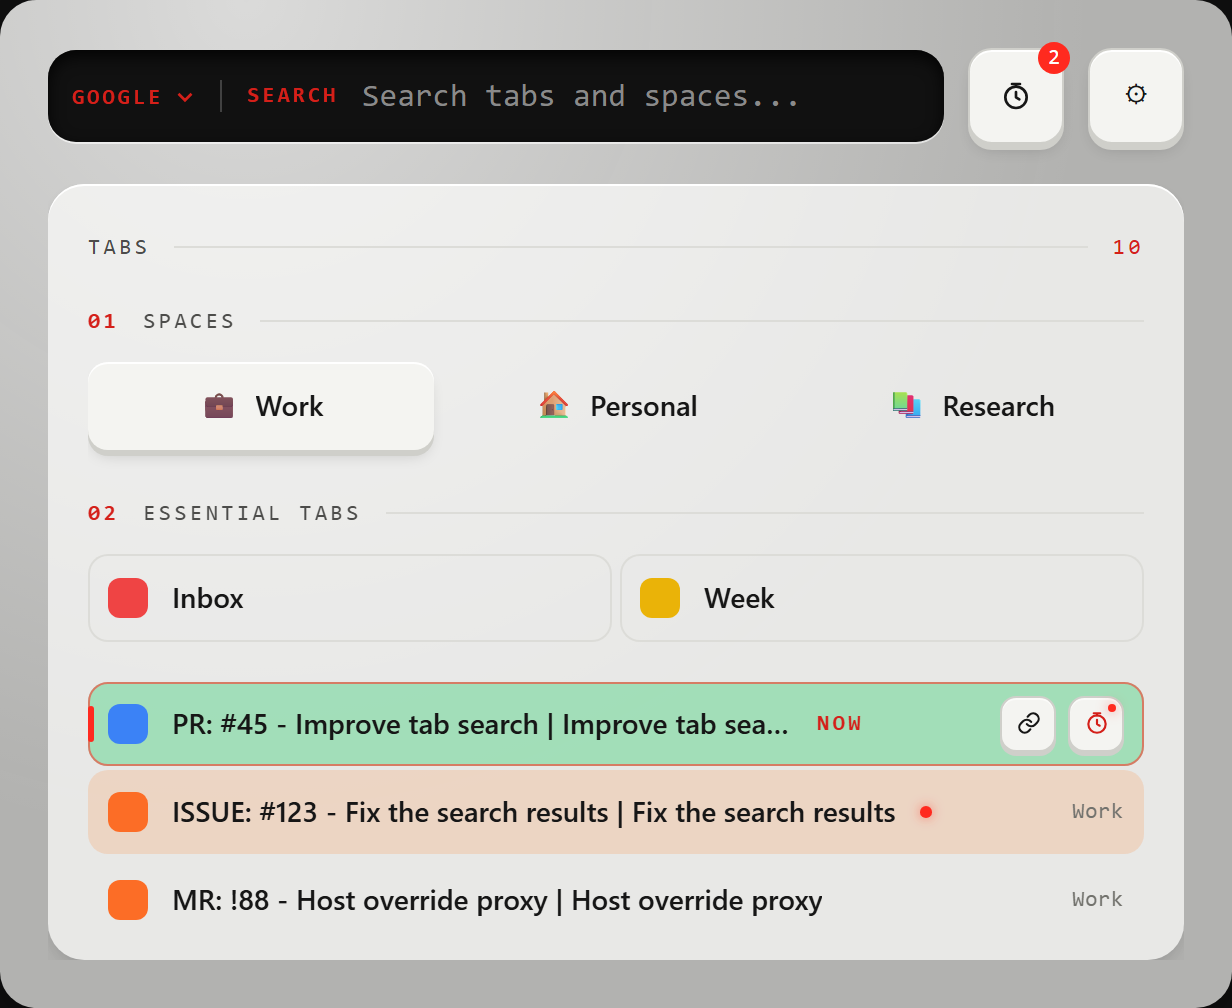 GOOGLE SEARCH Search tabs and spaces... 2
TABS 10
01 SPACES
Work Personal Research
02 ESSENTIAL TABS
Inbox Week
PR: #45 - Improve tab search | Improve tab sea... NOW
ISSUE: #123 - Fix the search results | Fix the search results Work
MR: !88 - Host override proxy | Host override proxy Work